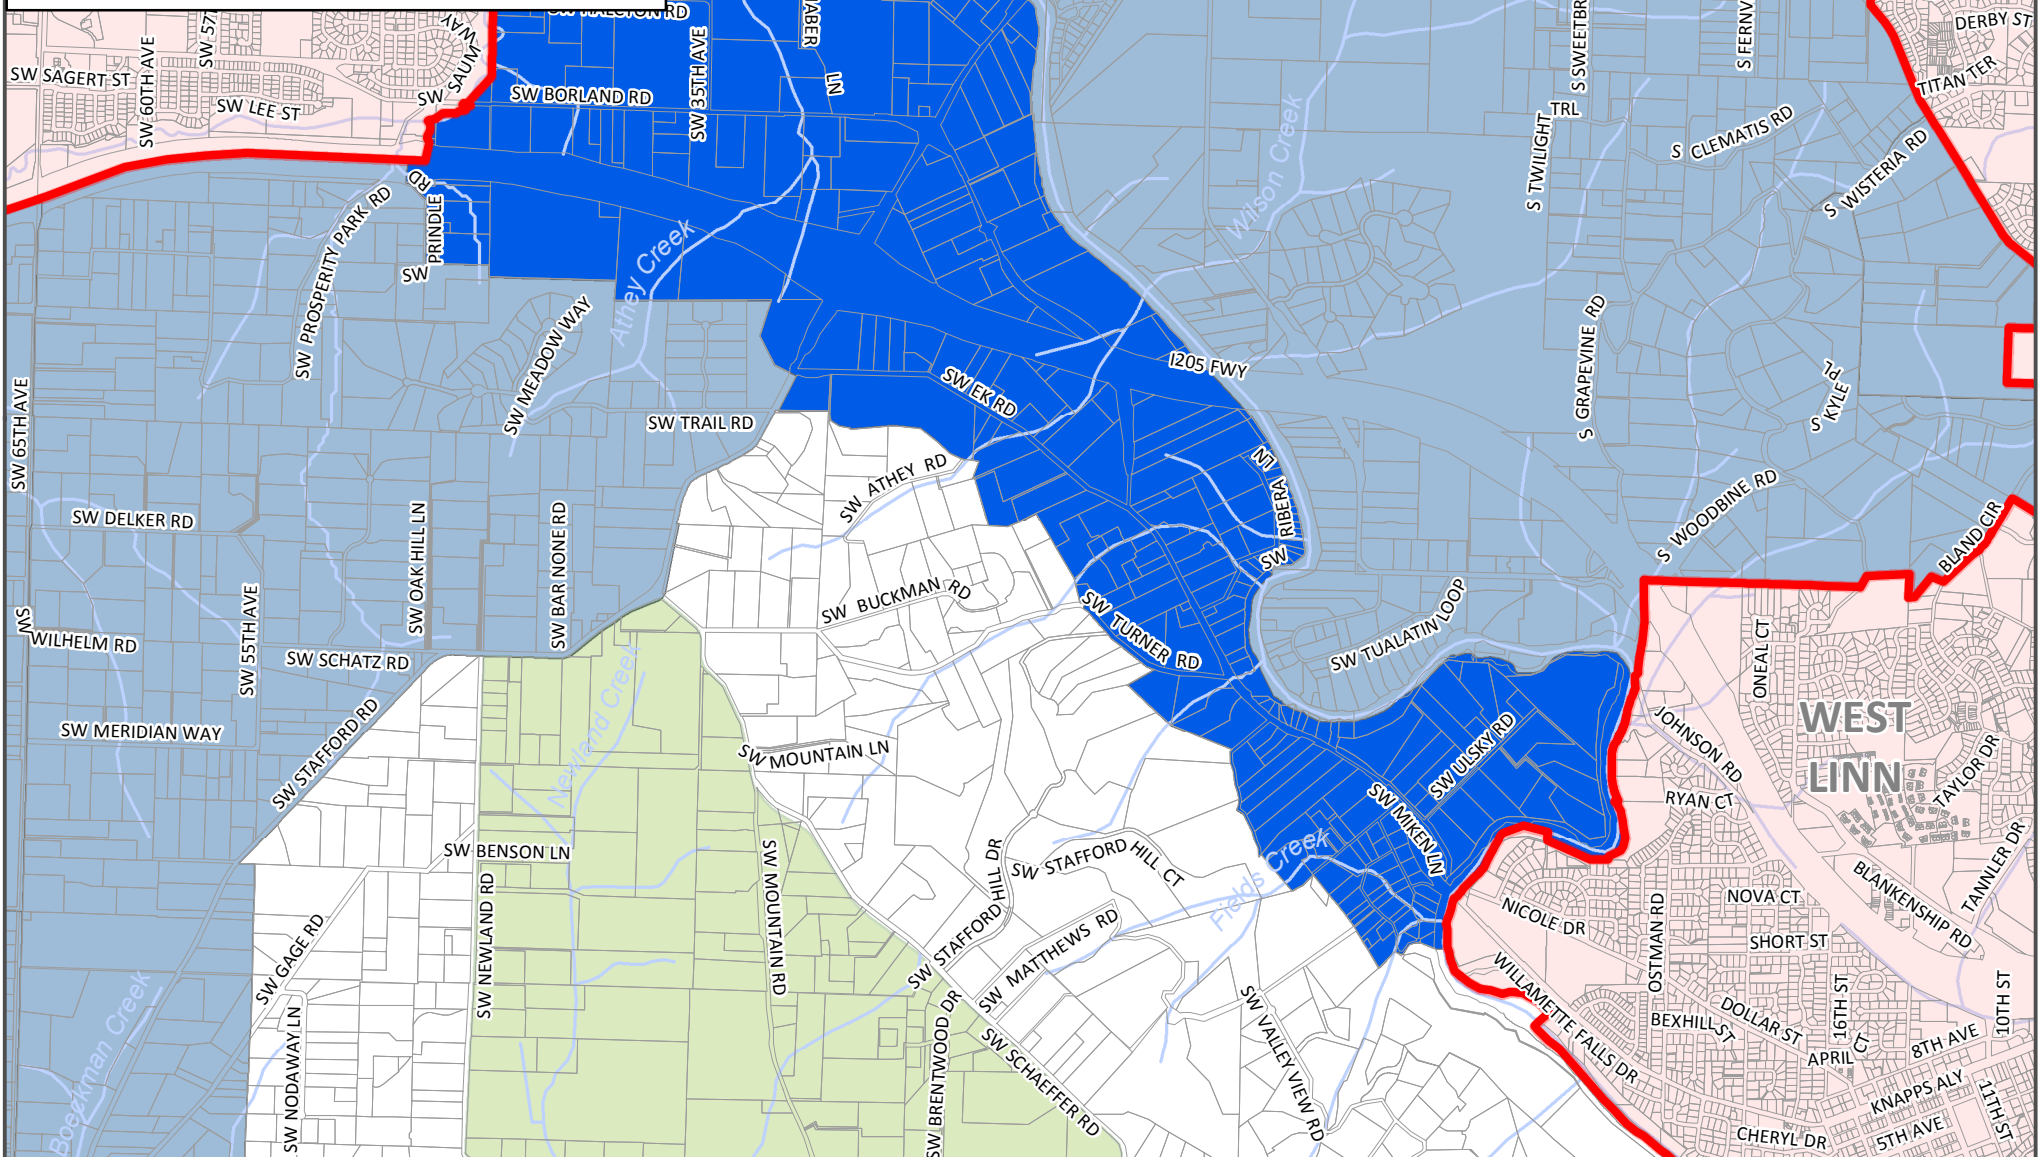 SW HALCYON RD
SW 35TH AVE
LN
SW 57TH
SW 60TH AVE
SW SAGERT ST
SW LEE ST
SW SAUM WAY
SW BORLAND RD
S FERNV
DERBY ST
TITAN TER
S TWILIGHT TRL
S CLEMATIS RD
S WISTERIA RD
Wilson Creek
SW PROSPERITY PARK RD
SW PRINDLE RD
Athey Creek
SW MEADOW WAY
I205 FWY
S GRAPEVINE RD
S KYLE PL
SW EK RD
SW TRAIL RD
SW 65TH AVE
SW ATHEY RD
SW RIBERA LN
S WOODBINE RD
BLAND CIR
SW DELKER RD
SW OAK HILL LN
SW BAR NONE RD
SW 55TH AVE
SW WILHELM RD
SW SCHATZ RD
SW BUCKMAN RD
SW TURNER RD
SW TUALATIN LOOP
ONEAL CT
WEST
LINN
JOHNSON RD
TAYLOR DR
RYAN CT
SW MERIDIAN WAY
SW STAFFORD RD
Newland Creek
SW MOUNTAIN LN
SW ULSKY RD
SW MIKEN LN
SW BENSON LN
SW MOUNTAIN RD
SW STAFFORD HILL DR
SW STAFFORD HILL CT
Fields Creek
TANNLER DR
BLANKENSHIP RD
NOVA CT
NICOLE DR
OSTMAN RD
SHORT ST
SW GAGE RD
SW NEWLAND RD
SW MATTHEWS RD
SW VALLEY VIEW RD
WILLAMETTE FALLS DR
DOLLAR ST
BEXHILL ST
16TH ST
10TH ST
APRIL CT
8TH AVE
KNAPPS ALY
11TH ST
5TH AVE
CHERYL DR
Boeckman Creek
SW NODAWAY LN
SW BRENTWOOD DR
SW SCHAEFFER RD